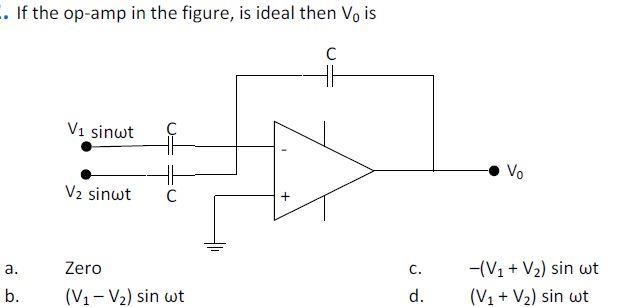 . If the op-amp in the figure, is ideal then V₀ is
C
V₁ sinωt C
-
V₀
V₂ sinωt C
+
a. Zero c. –(V₁ + V₂) sin ωt
b. (V₁ – V₂) sin ωt d. (V₁ + V₂) sin ωt